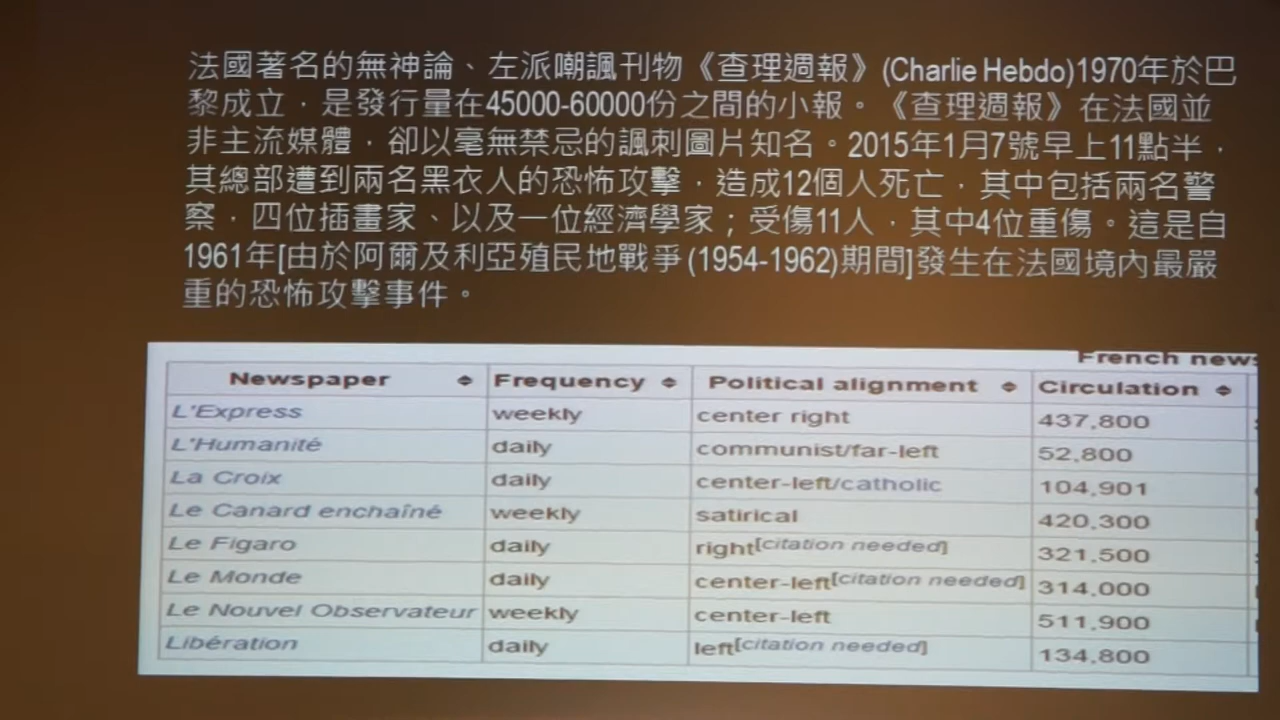 法國著名的無神論、左派嘲諷刊物《查理週報》(Charlie Hebdo)1970年於巴
黎成立，是發行量在45000-60000份之間的小報。《查理週報》在法國並
非主流媒體，卻以毫無禁忌的諷刺圖片知名。2015年1月7號早上11點半，
其總部遭到兩名黑衣人的恐怖攻擊，造成12個人死亡，其中包括兩名警
察，四位插畫家、以及一位經濟學家；受傷11人，其中4位重傷。這是自
1961年[由於阿爾及利亞殖民地戰爭(1954-1962)期間]發生在法國境內最嚴
重的恐怖攻擊事件。
French news
Newspaper Frequency Political alignment Circulation
L'Express weekly center right 437,800
L'Humanité daily communist/far-left 52,800
La Croix daily center-left/catholic 104,901
Le Canard enchaîné weekly satirical 420,300
Le Figaro daily right[citation needed] 321,500
Le Monde daily center-left[citation needed] 314,000
Le Nouvel Observateur weekly center-left 511,900
Libération daily left[citation needed] 134,800